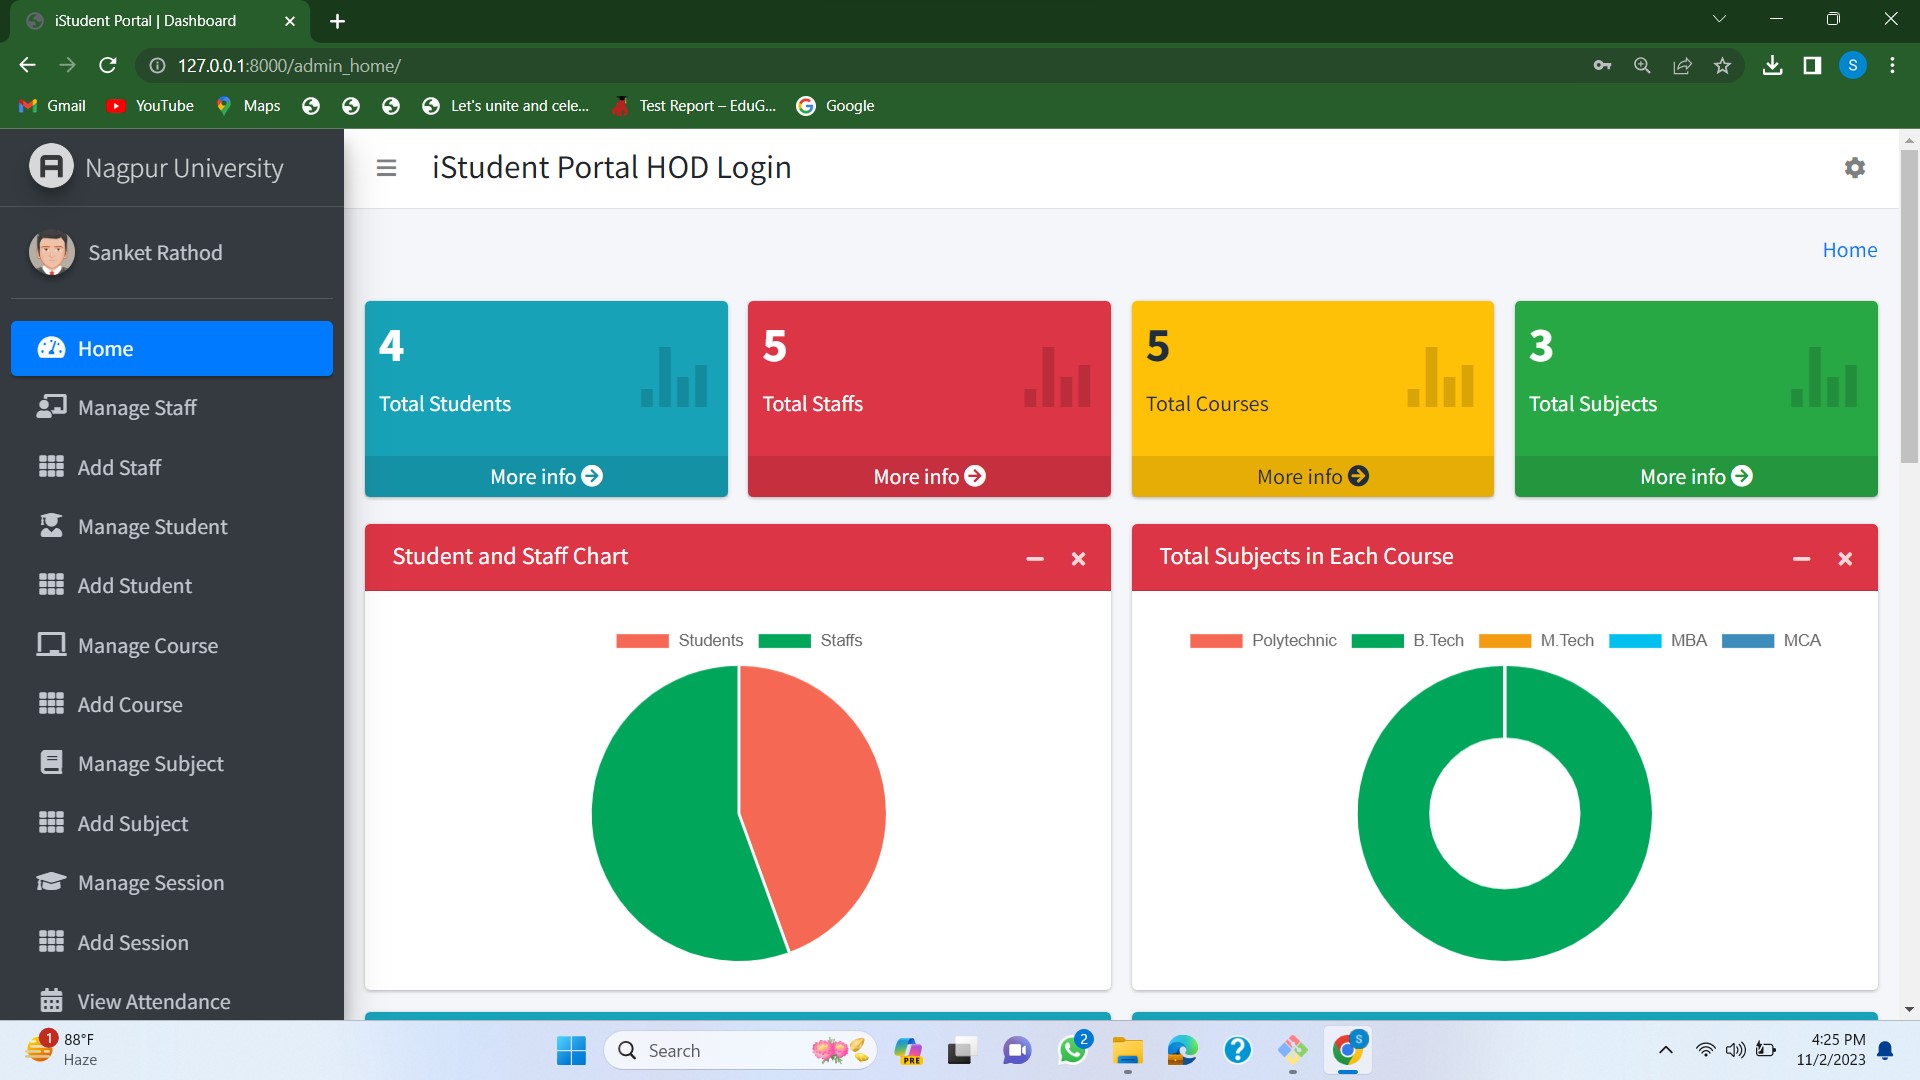 iStudent Portal | Dashboard
127.0.0.1:8000/admin_home/
S
Gmail YouTube Maps Let's unite and cele... Test Report – EduG... Google
Nagpur University
iStudent Portal HOD Login
Sanket Rathod
Home
Home
Manage Staff
Add Staff
Manage Student
Add Student
Manage Course
Add Course
Manage Subject
Add Subject
Manage Session
Add Session
View Attendance
4
Total Students
More info
5
Total Staffs
More info
5
Total Courses
More info
3
Total Subjects
More info
Student and Staff Chart
Students Staffs
Total Subjects in Each Course
Polytechnic B.Tech M.Tech MBA MCA
1
88°F
Haze
Search
PRE
2
S
4:25 PM
11/2/2023